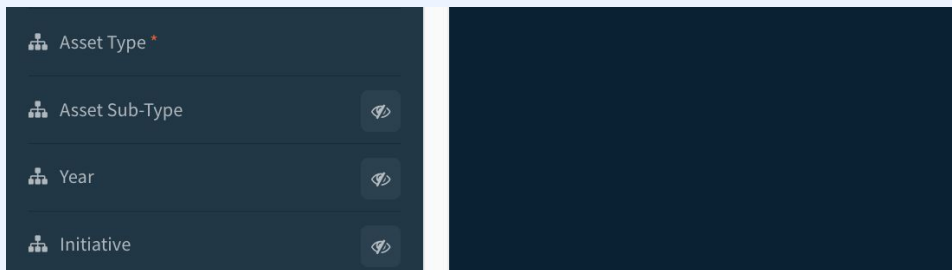 Asset Type *
Asset Sub-Type
Year
Initiative